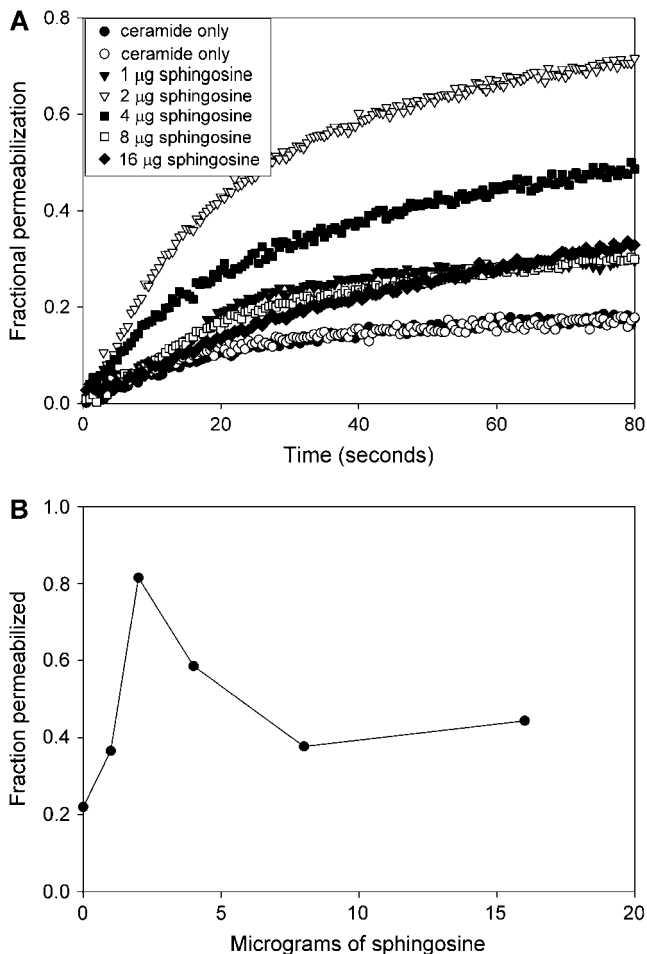 A
ceramide only
ceramide only
1 μg sphingosine
2 μg sphingosine
4 μg sphingosine
8 μg sphingosine
16 μg sphingosine
0.8
0.6
0.4
0.2
0.0
Fractional permeabilization
0 20 40 60 80
Time (seconds)
B
1.0
0.8
0.6
0.4
0.2
0.0
Fraction permeabilized
0 5 10 15 20
Micrograms of sphingosine